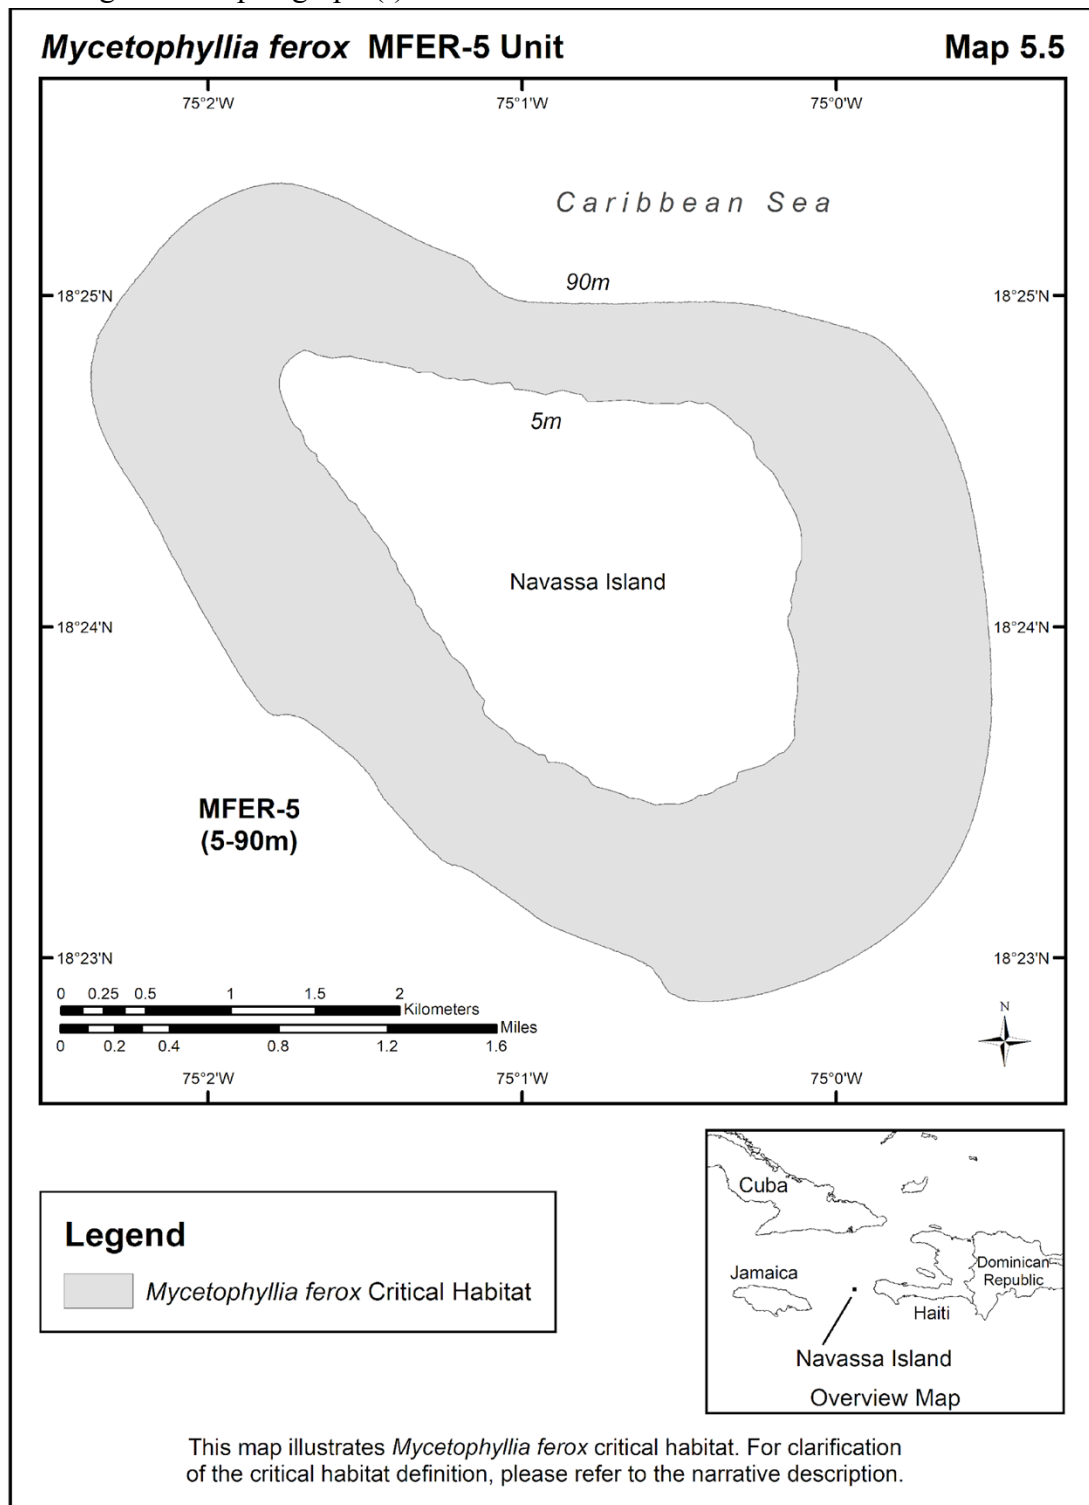 Mycetophyllia ferox MFER-5 Unit Map 5.5
75°2'W 75°1'W 75°0'W
Caribbean Sea
90m
18°25'N 18°25'N
5m
Navassa Island
18°24'N 18°24'N
MFER-5
(5-90m)
18°23'N 18°23'N
0 0.25 0.5 1 1.5 2
Kilometers
Miles
0 0.2 0.4 0.8 1.2 1.6
N
75°2'W 75°1'W 75°0'W
Legend
Mycetophyllia ferox Critical Habitat
Cuba
Dominican
Republic
Jamaica
Haiti
Navassa Island
Overview Map
This map illustrates Mycetophyllia ferox critical habitat. For clarification
of the critical habitat definition, please refer to the narrative description.